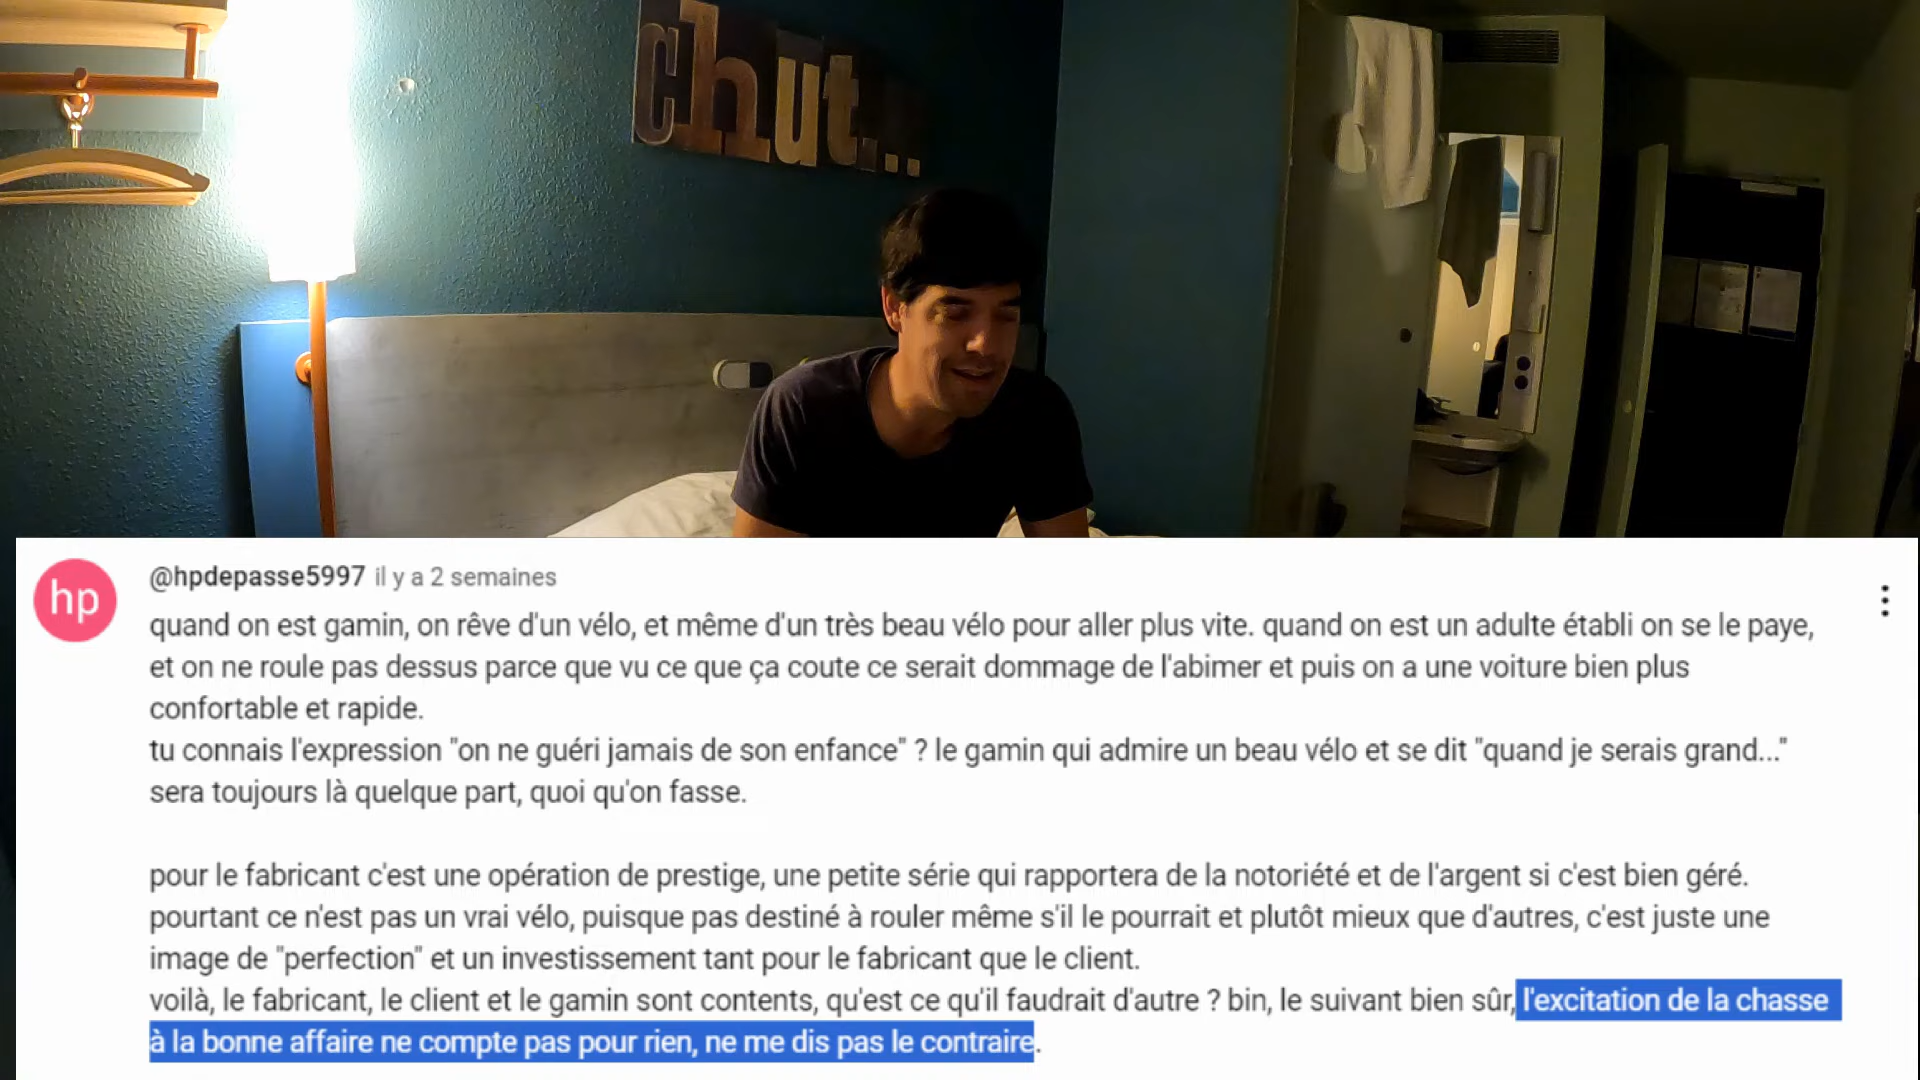 chut...
hp
@hpdepasse5997 il y a 2 semaines
quand on est gamin, on rêve d'un vélo, et même d'un très beau vélo pour aller plus vite. quand on est un adulte établi on se le paye,
et on ne roule pas dessus parce que vu ce que ça coute ce serait dommage de l'abimer et puis on a une voiture bien plus
confortable et rapide.
tu connais l'expression "on ne guéri jamais de son enfance" ? le gamin qui admire un beau vélo et se dit "quand je serais grand..."
sera toujours là quelque part, quoi qu'on fasse.
pour le fabricant c'est une opération de prestige, une petite série qui rapportera de la notoriété et de l'argent si c'est bien géré.
pourtant ce n'est pas un vrai vélo, puisque pas destiné à rouler même s'il le pourrait et plutôt mieux que d'autres, c'est juste une
image de "perfection" et un investissement tant pour le fabricant que le client.
voilà, le fabricant, le client et le gamin sont contents, qu'est ce qu'il faudrait d'autre ? bin, le suivant bien sûr, l'excitation de la chasse
à la bonne affaire ne compte pas pour rien, ne me dis pas le contraire.